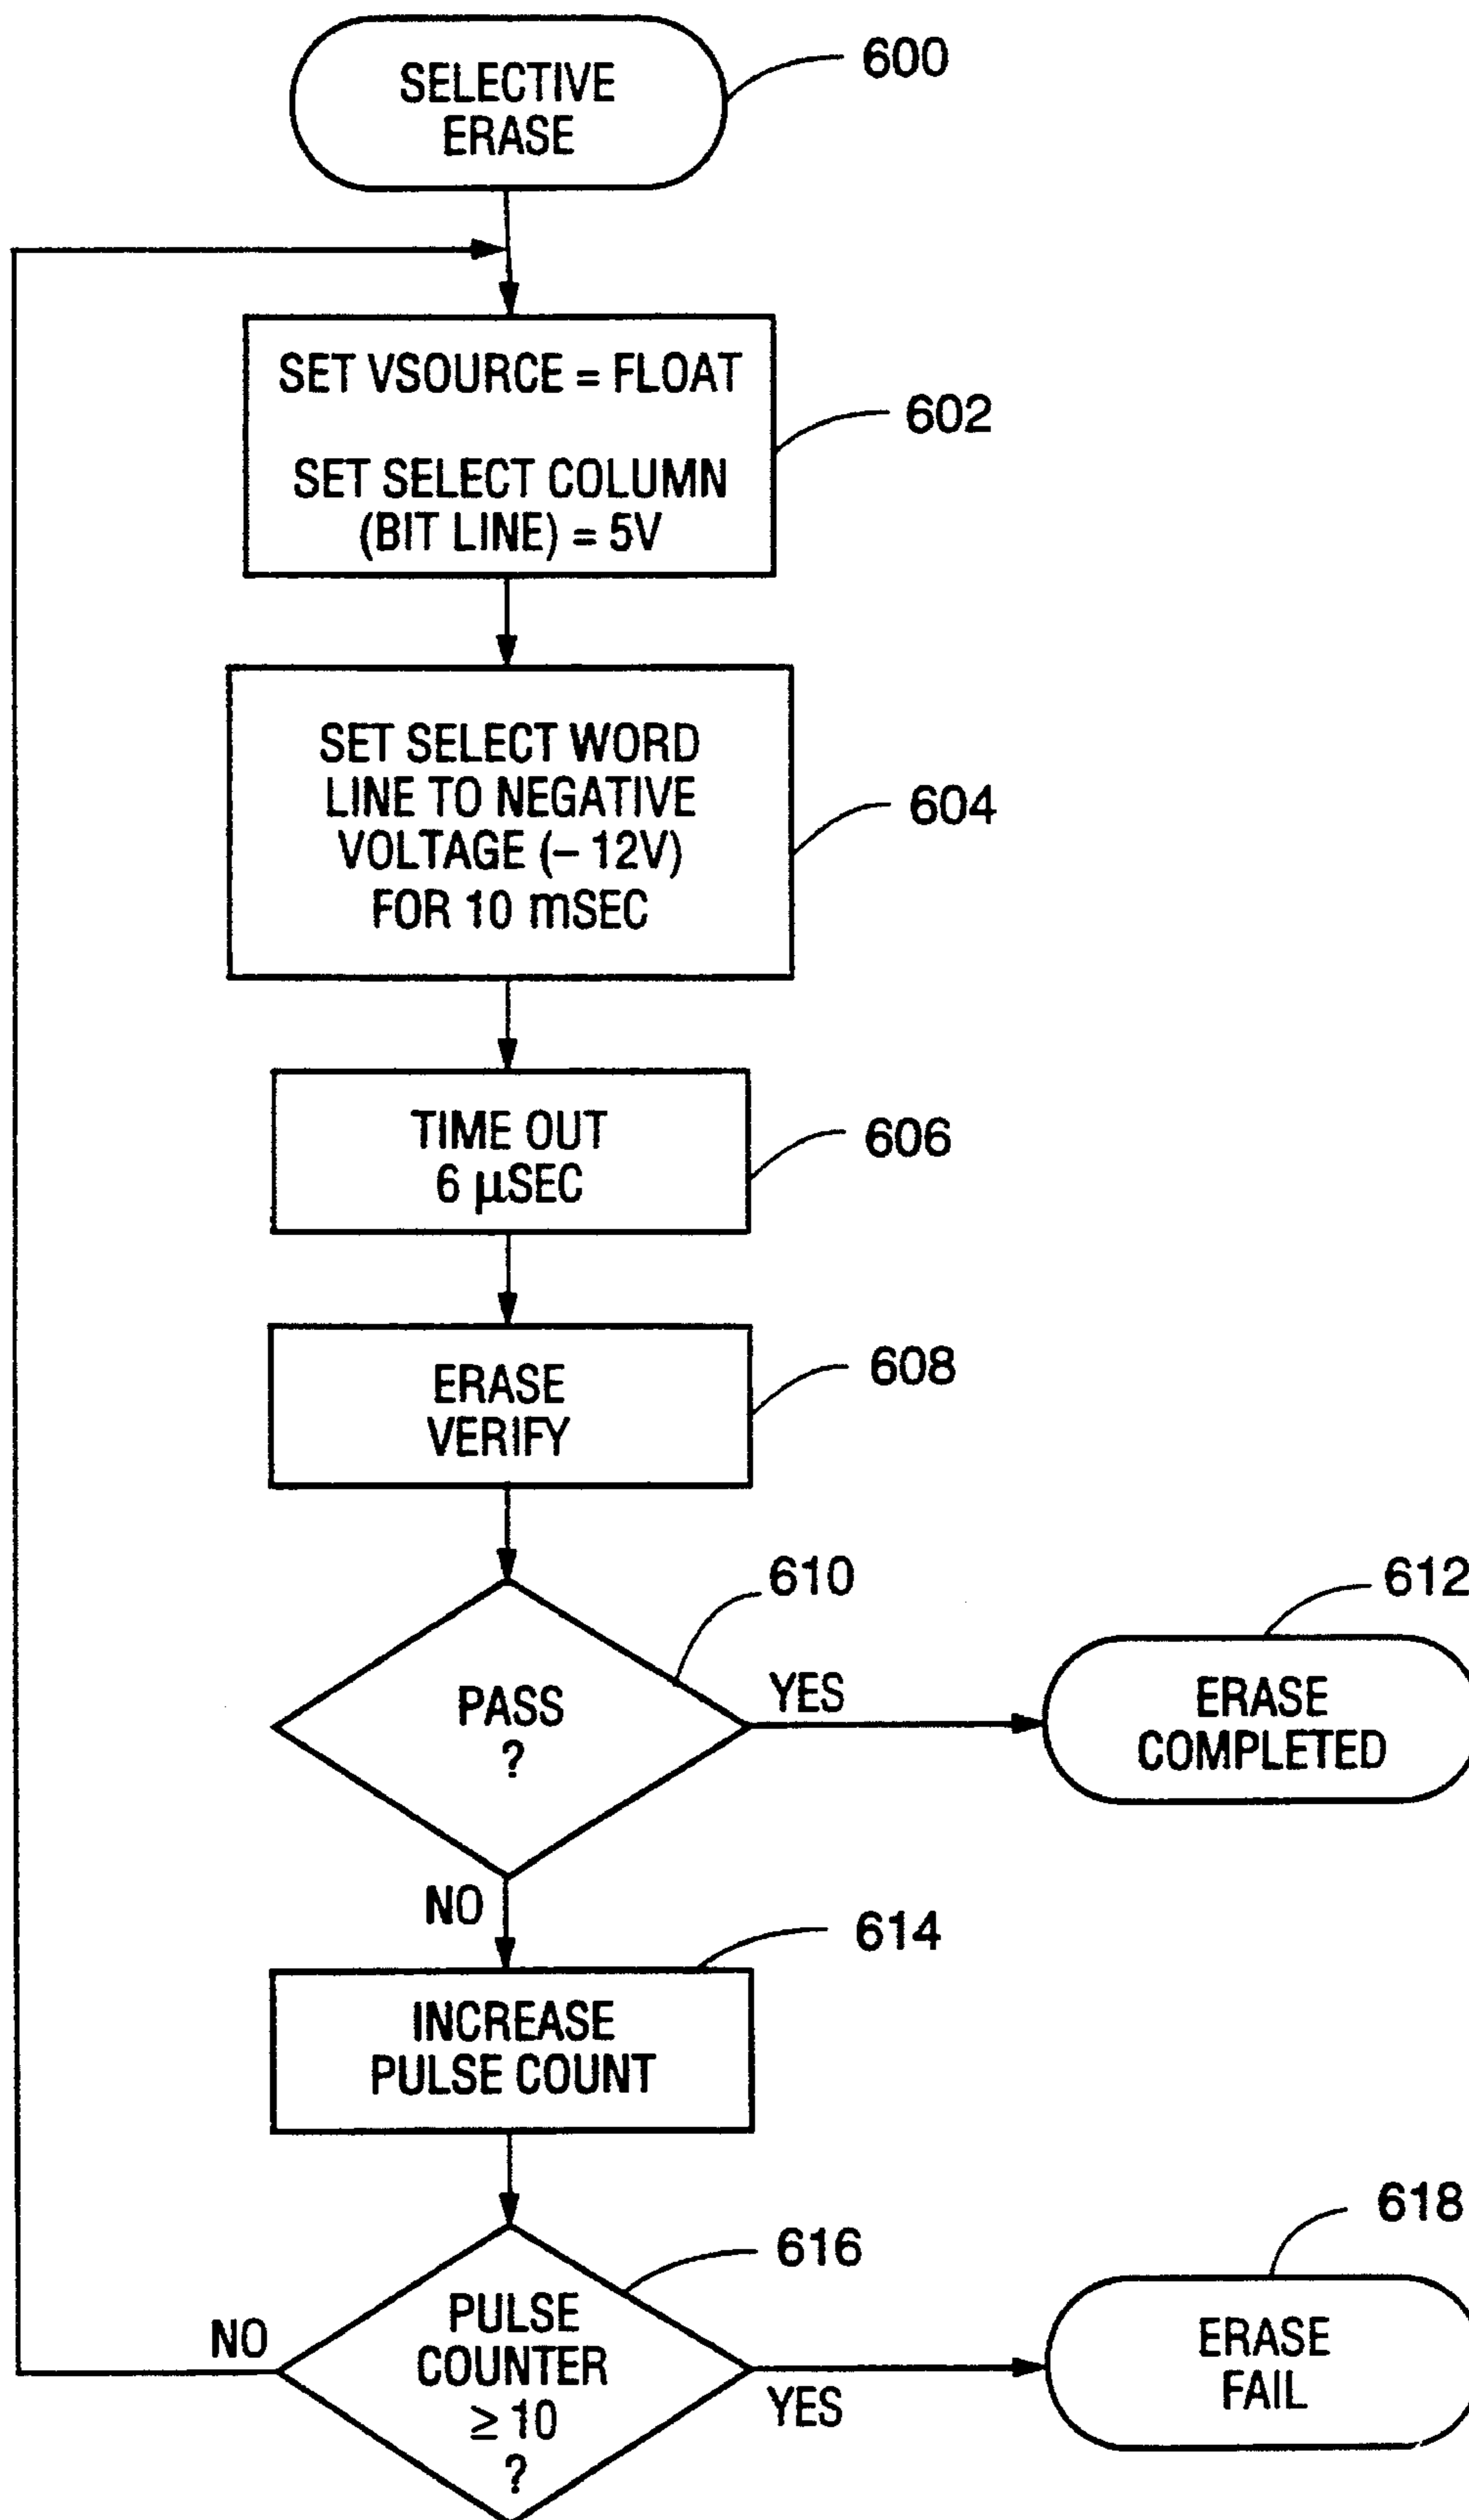 SELECTIVE
ERASE
600
SET VSOURCE = FLOAT
SET SELECT COLUMN
(BIT LINE) = 5V
602
SET SELECT WORD
LINE TO NEGATIVE
VOLTAGE (– 12V)
FOR 10 mSEC
604
TIME OUT
6 µSEC
606
ERASE
VERIFY
608
610
PASS
?
YES
612
ERASE
COMPLETED
NO
614
INCREASE
PULSE COUNT
616
PULSE
COUNTER
≥ 10
?
NO
YES
618
ERASE
FAIL